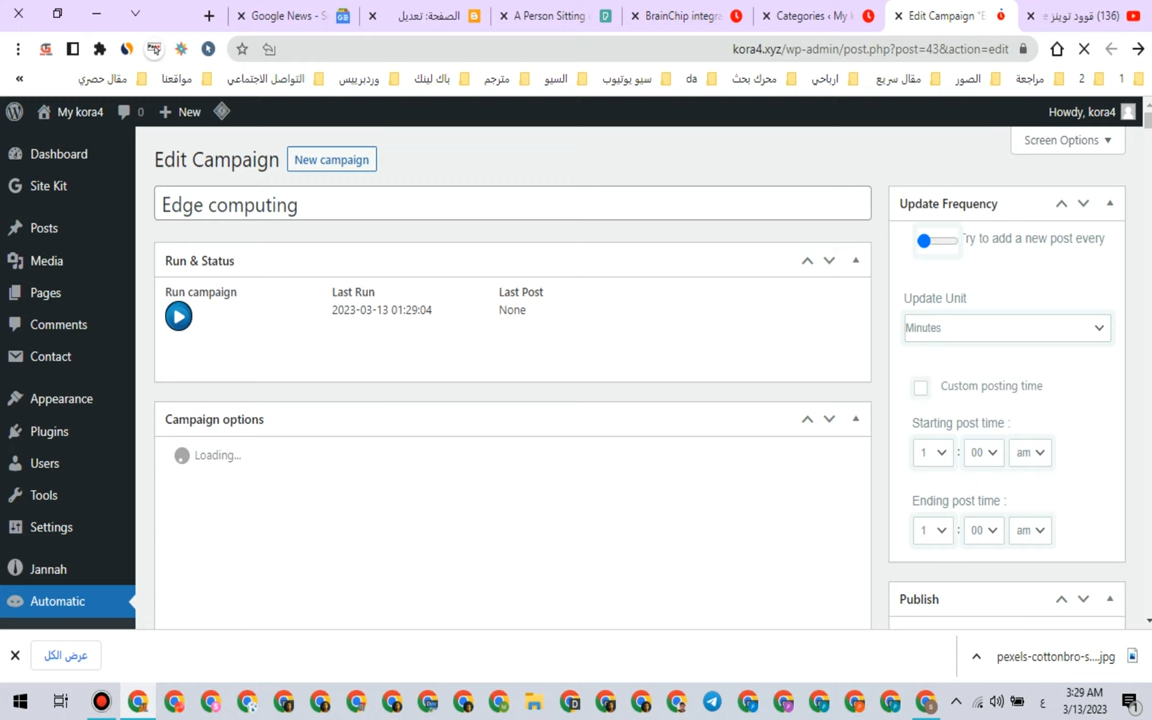 Google News - S
الصفحة: تعديل
A Person Sitting
BrainChip integra
Categories ‹ My k
Edit Campaign "E
(136) قوود توينز
kora4.xyz/wp-admin/post.php?post=43&action=edit
«
مقال حصري
مواقعنا
وردبرييس
التواصل الاجتماعي
باك لينك
مترجم
السيو
سيو يوتيوب
da
محرك بحث
ارباحي
مقال سريع
الصور
مراجعة
2
1
My kora4
0
New
Howdy, kora4
Screen Options
Dashboard
Site Kit
Posts
Media
Pages
Comments
Contact
Appearance
Plugins
Users
Tools
Settings
Jannah
Automatic
Edit Campaign
New campaign
Edge computing
Run & Status
Run campaign
Last Run
2023-03-13 01:29:04
Last Post
None
Campaign options
Loading...
Update Frequency
Try to add a new post every
Update Unit
Minutes
Custom posting time
Starting post time :
1 : 00 am
Ending post time :
1 : 00 am
Publish
عرض الكل
pexels-cottonbro-s....jpg
ع
3:29 AM
3/13/2023
1